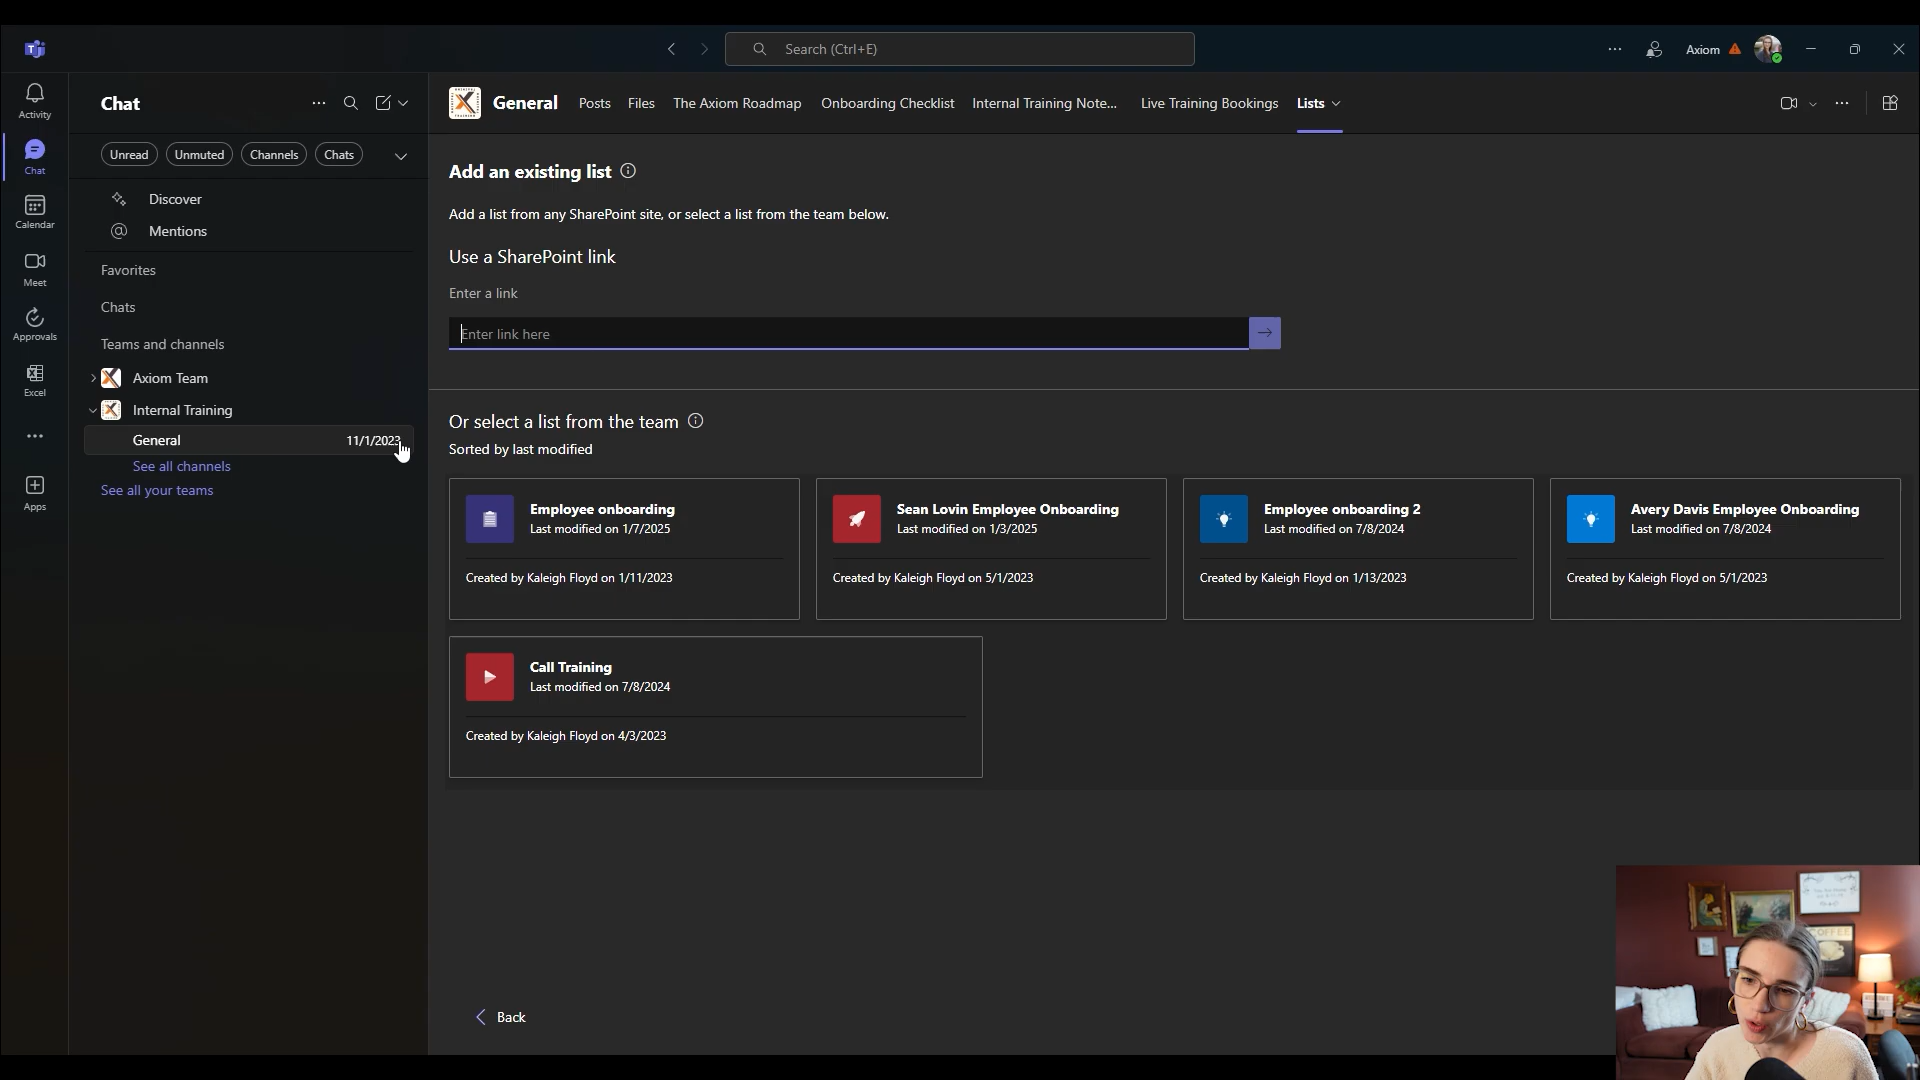 Search (Ctrl+E)
Axiom
Activity
Chat
Calendar
Meet
Approvals
Excel
Apps
Chat
Unread
Unmuted
Channels
Chats
Discover
Mentions
Favorites
Chats
Teams and channels
Axiom Team
Internal Training
General 11/1/2023
See all channels
See all your teams
General Posts Files The Axiom Roadmap Onboarding Checklist Internal Training Note... Live Training Bookings Lists
Add an existing list
Add a list from any SharePoint site, or select a list from the team below.
Use a SharePoint link
Enter a link
Enter link here
Or select a list from the team
Sorted by last modified
Employee onboarding
Last modified on 1/7/2025
Created by Kaleigh Floyd on 1/11/2023
Sean Lovin Employee Onboarding
Last modified on 1/3/2025
Created by Kaleigh Floyd on 5/1/2023
Employee onboarding 2
Last modified on 7/8/2024
Created by Kaleigh Floyd on 1/13/2023
Avery Davis Employee Onboarding
Last modified on 7/8/2024
Created by Kaleigh Floyd on 5/1/2023
Call Training
Last modified on 7/8/2024
Created by Kaleigh Floyd on 4/3/2023
Back
COFFEE